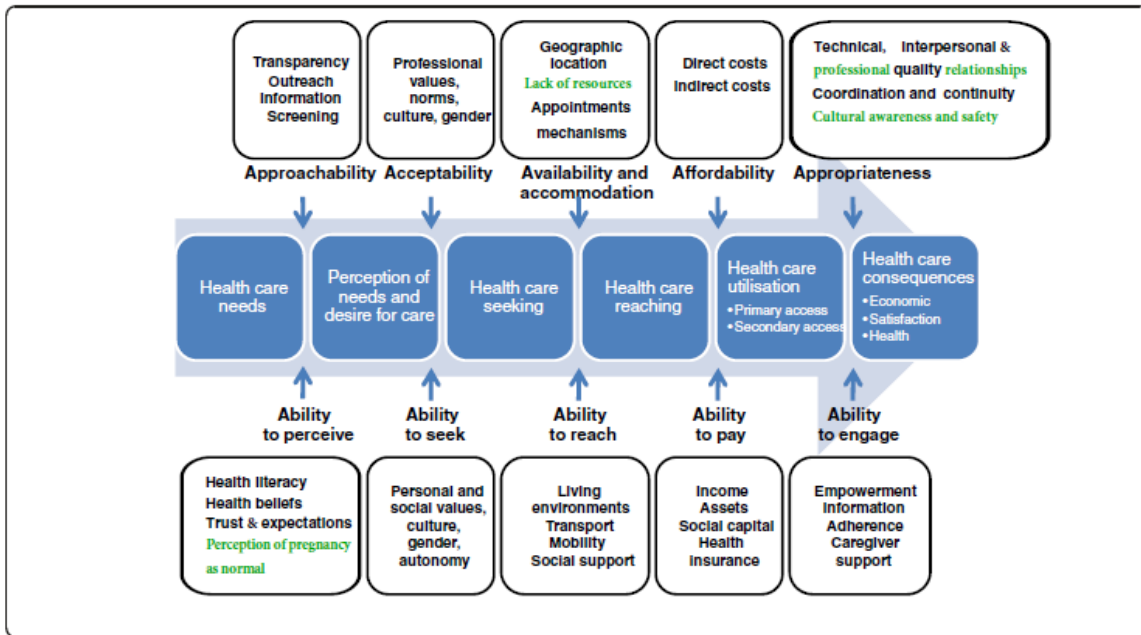 Transparency
Outreach
Information
Screening
Professional
values,
norms,
culture, gender
Geographic
location
Lack of resources
Appointments
mechanisms
Direct costs
Indirect costs
Technical, Interpersonal &
professional quality relationships
Coordination and continuity
Cultural awareness and safety
Approachability
Acceptability
Availability and
accommodation
Affordability
Appropriateness
Health care
needs
Perception of
needs and
desire for care
Health care
seeking
Health care
reaching
Health care
utilisation
• Primary access
• Secondary access
Health care
consequences
• Economic
• Satisfaction
• Health
Ability
to perceive
Ability
to seek
Ability
to reach
Ability
to pay
Ability
to engage
Health literacy
Health beliefs
Trust & expectations
Perception of pregnancy
as normal
Personal and
social values,
culture,
gender,
autonomy
Living
environments
Transport
Mobility
Social support
Income
Assets
Social capital
Health
insurance
Empowerment
Information
Adherence
Caregiver
support